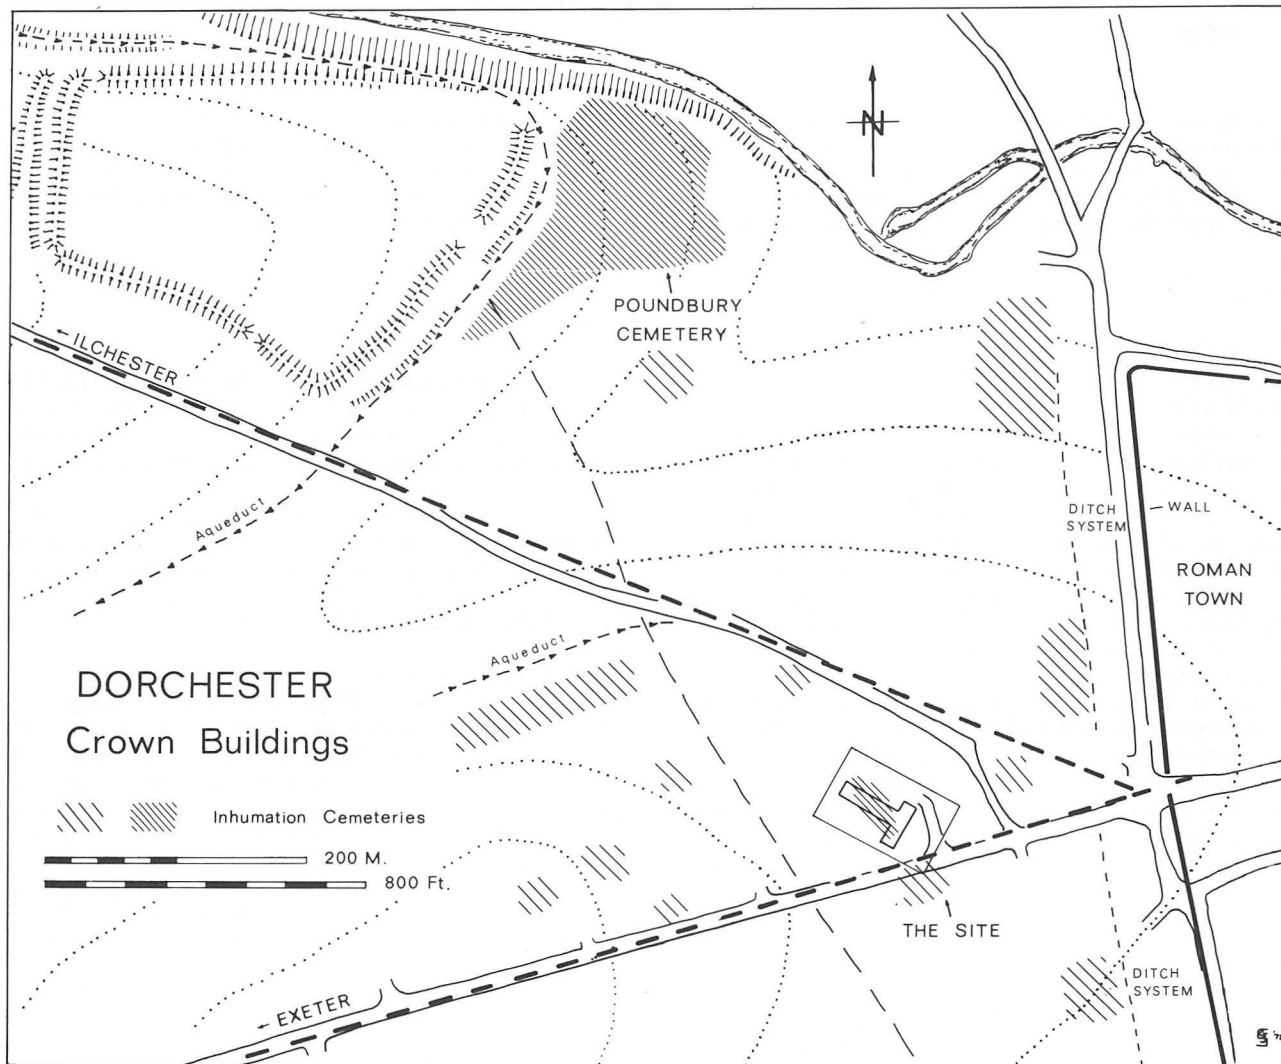 N
POUNDBURY
CEMETERY
← ILCHESTER
Aqueduct
DITCH
SYSTEM
WALL
ROMAN
TOWN
Aqueduct
DORCHESTER
Crown Buildings
Inhumation Cemeteries
200 M.
800 Ft.
THE SITE
DITCH
SYSTEM
← EXETER